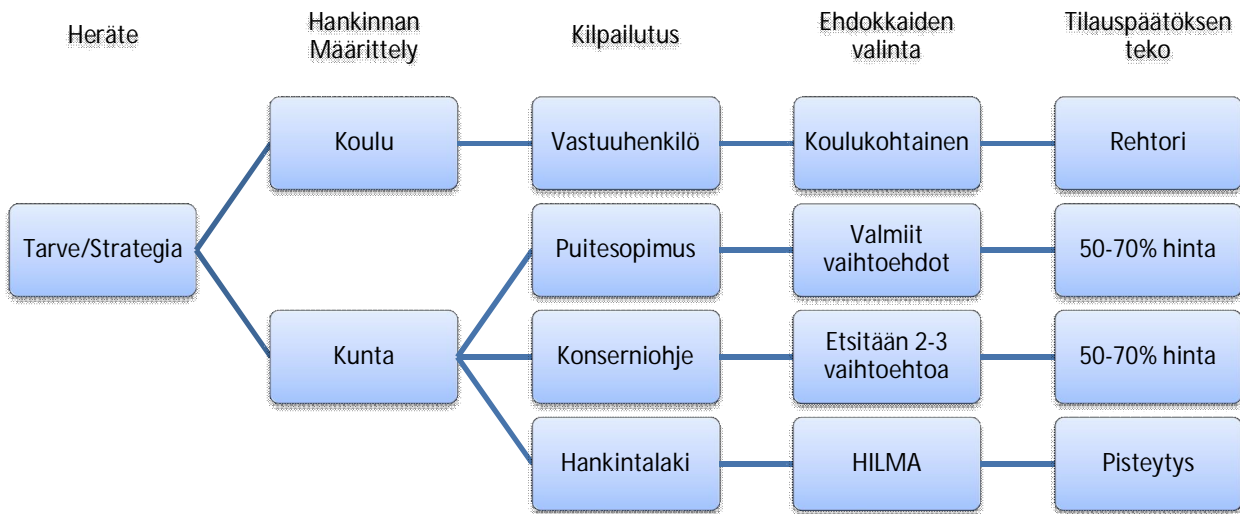 Heräte
Hankinnan
Määrittely
Kilpailutus
Ehdokkaiden
valinta
Tilauspäätöksen
teko
Koulu
Vastuuhenkilö
Koulukohtainen
Rehtori
Tarve/Strategia
Puitesopimus
Valmiit
vaihtoehdot
50-70% hinta
Kunta
Konserniohje
Etsitään 2-3
vaihtoehtoa
50-70% hinta
Hankintalaki
HILMA
Pisteytys